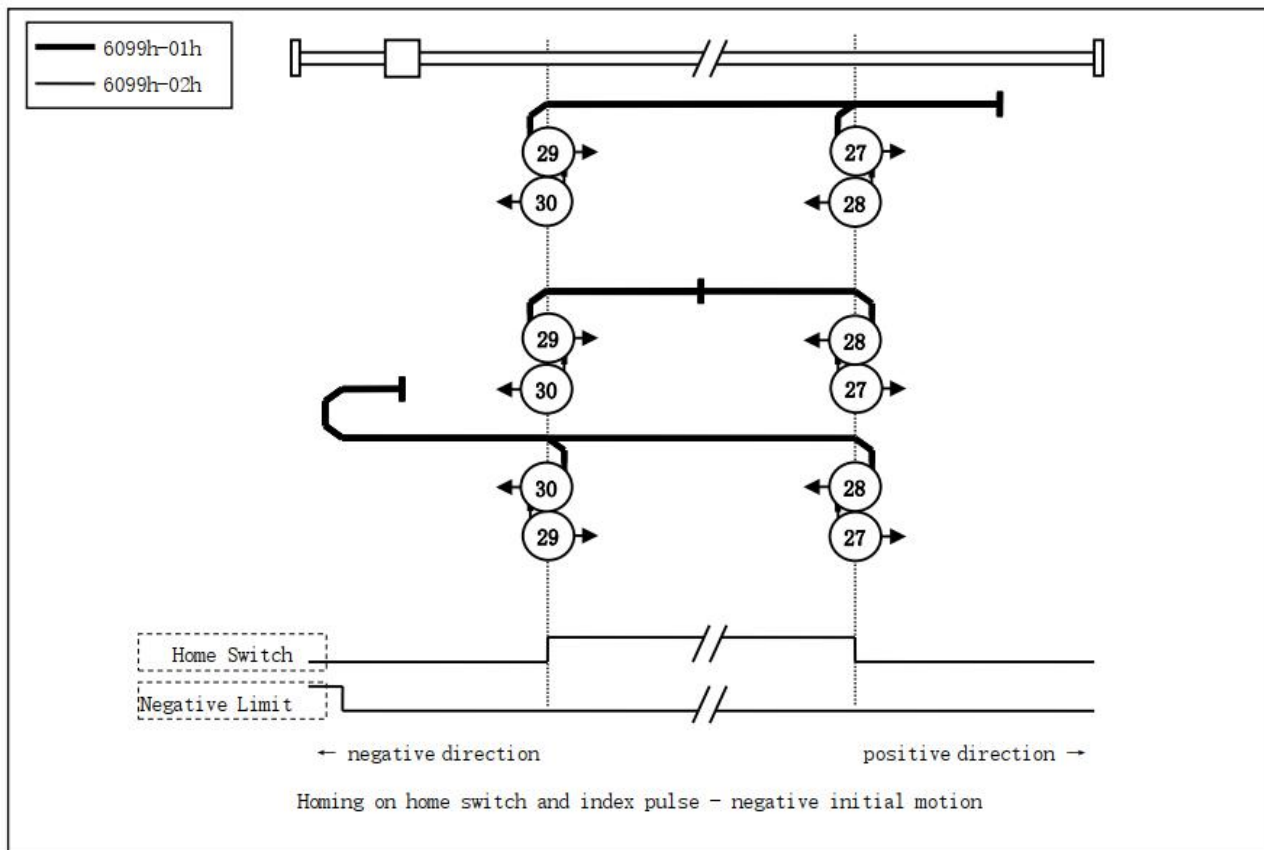 6099h-01h
6099h-02h
29 27
30 28
29 28
30 27
30 28
29 27
Home Switch
Negative Limit
← negative direction positive direction →
Homing on home switch and index pulse - negative initial motion